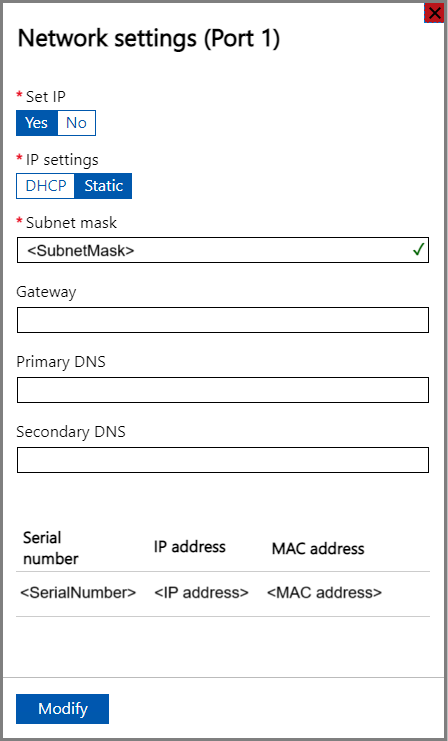 Network settings (Port 1)
* Set IP
Yes No
* IP settings
DHCP Static
* Subnet mask
<SubnetMask>
Gateway
Primary DNS
Secondary DNS
Serial
number
IP address
MAC address
<SerialNumber> <IP address> <MAC address>
Modify